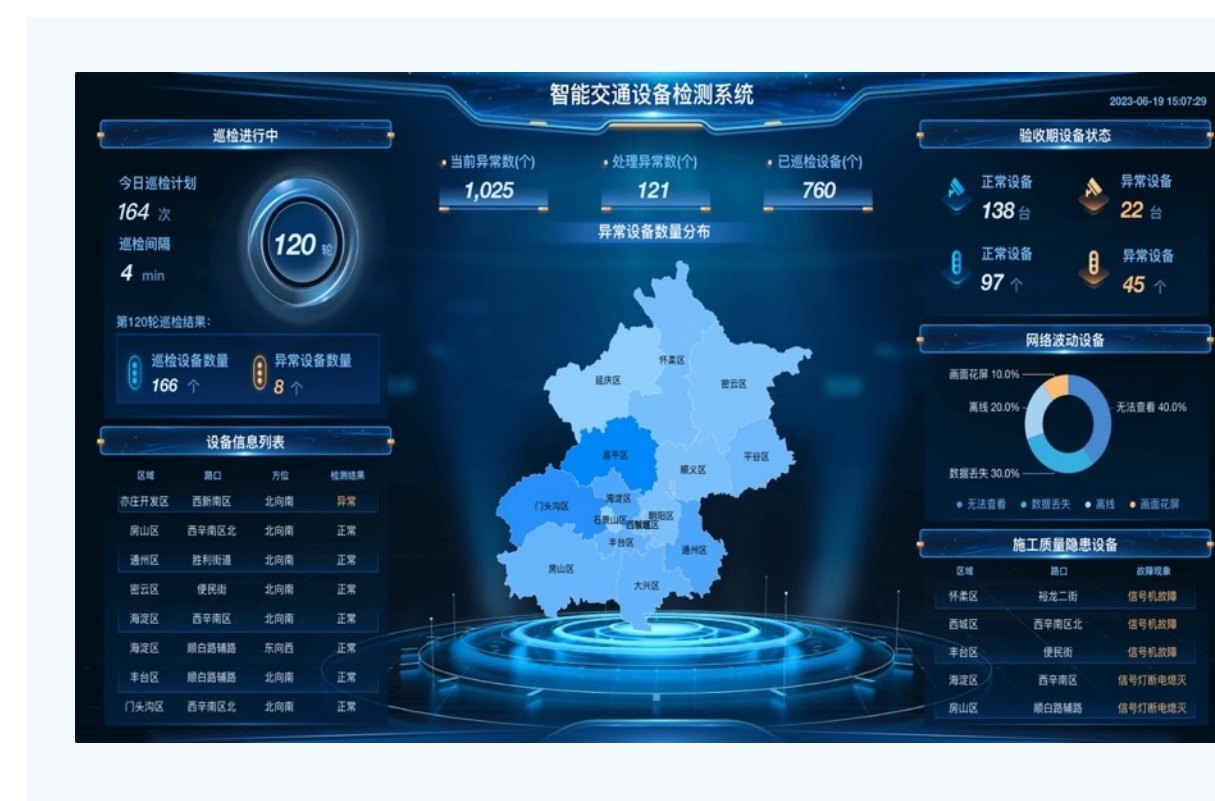 智能交通设备检测系统
2023-06-19 15:07:29
巡检进行中
今日巡检计划
164 次
巡检间隔
4 min
120 轮
第120轮巡检结果:
巡检设备数量
166 个
异常设备数量
8 个
设备信息列表
区域 路口 方位 检测结果
亦庄开发区 西新南区 北向南 异常
房山区 西辛南区北 北向南 正常
通州区 胜利街道 北向南 正常
密云区 便民街 北向南 正常
海淀区 西辛南区 北向南 正常
海淀区 顺白路辅路 东向西 正常
丰台区 顺白路辅路 北向南 正常
门头沟区 西辛南区北 北向南 正常
当前异常数(个)
1,025
处理异常数(个)
121
已巡检设备(个)
760
异常设备数量分布
怀柔区
延庆区
密云区
昌平区
顺义区
平谷区
门头沟区
海淀区
石景山区
朝阳区
丰台区
通州区
房山区
大兴区
验收期设备状态
正常设备
138 台
异常设备
22 台
正常设备
97 个
异常设备
45 个
网络波动设备
画面花屏 10.0%
离线 20.0%
无法查看 40.0%
数据丢失 30.0%
无法查看 数据丢失 离线 画面花屏
施工质量隐患设备
区域 路口 故障现象
怀柔区 裕龙二街 信号机故障
西城区 西辛南区北 信号机故障
丰台区 便民街 信号机故障
海淀区 西辛南区 信号灯断电熄灭
房山区 顺白路辅路 信号灯断电熄灭